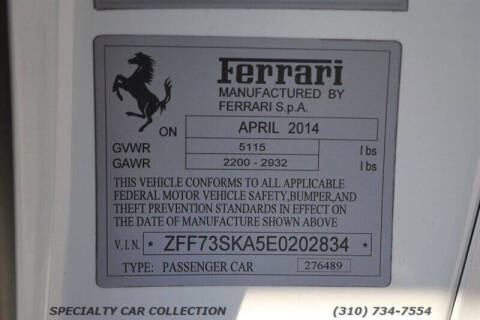 Ferrari
MANUFACTURED BY
FERRARI S.p.A.
ON APRIL 2014
GVWR 5115 lbs
GAWR 2200 - 2932 lbs
THIS VEHICLE CONFORMS TO ALL APPLICABLE
FEDERAL MOTOR VEHICLE SAFETY,BUMPER,AND
THEFT PREVENTION STANDARDS IN EFFECT ON
THE DATE OF MANUFACTURE SHOWN ABOVE
V.I.N. * ZFF73SKA5E0202834 *
TYPE: PASSENGER CAR 276489
SPECIALTY CAR COLLECTION (310) 734-7554